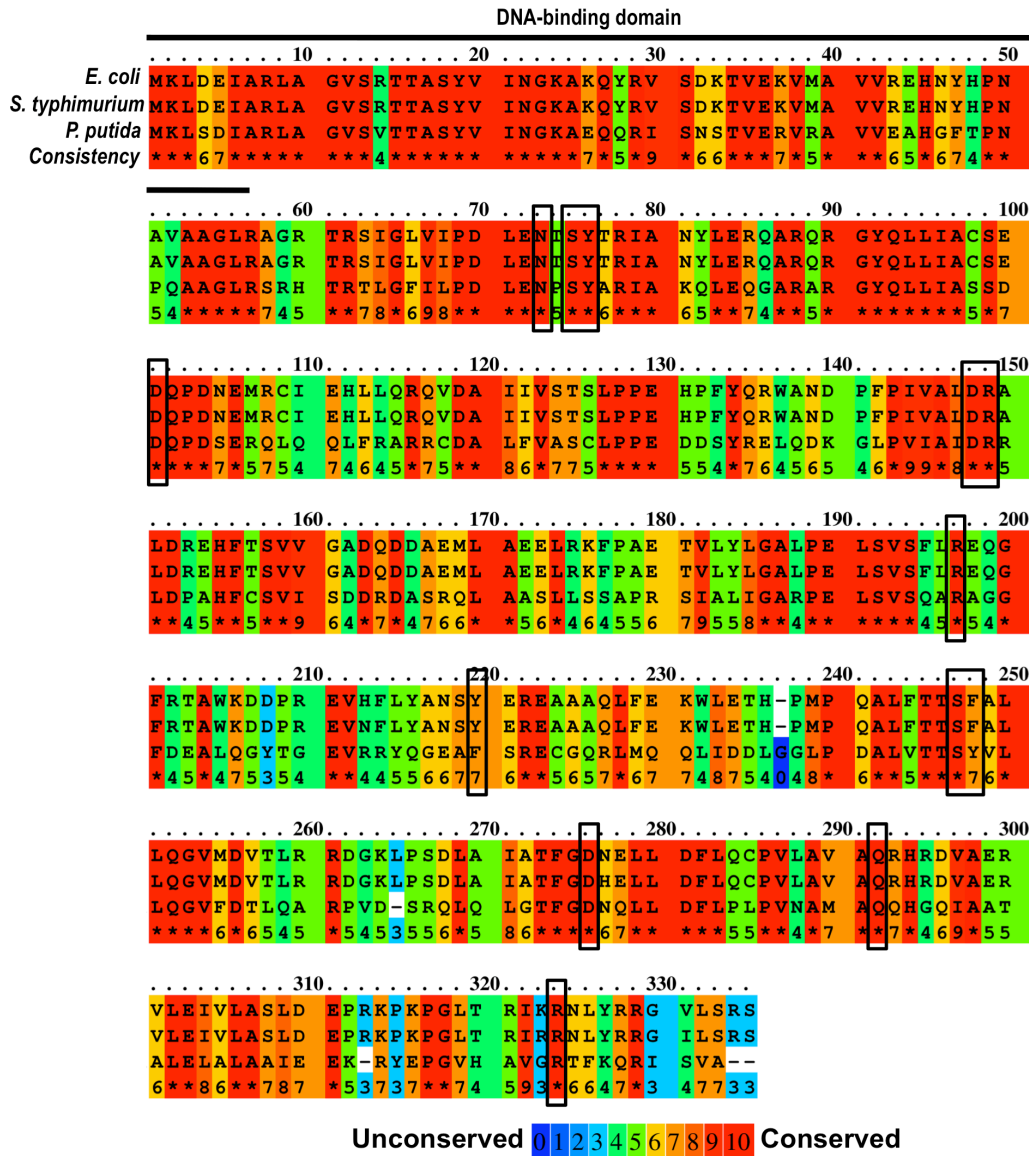 DNA-binding domain
. . . . . . . . . 10 . . . . . . . . . 20 . . . . . . . . . 30 . . . . . . . . . 40 . . . . . . . . . 50
E. coli MKLDEIARLA GVSRTTASYV INGKAKQYRV SDKTVEKVMA VVREHNYHPN
S. typhimurium MKLDEIARLA GVSRTTASYV INGKAKQYRV SDKTVEKVMA VVREHNYHPN
P. putida MKLSDIARLA GVSVTTASYV INGKAEQQRI SNSTVERVRA VVEAHGFTPN
Consistency ***67***** ***4****** *****7*5*9 *66***7*5* **65*674**
. . . . . . . . . 60 . . . . . . . . . 70 . . . . . . . . . 80 . . . . . . . . . 90 . . . . . . . . . 100
AVAAGLRAGR TRSIGLVIPD LENTSYTRIA NYLERQARQR GYQLLIACSE
AVAAGLRAGR TRSIGLVIPD LENTSYTRIA NYLERQARQR GYQLLIACSE
PQAAGLRSRH TRTLGFILPD LENPSYARIA KQLEQGARAR GYQLLIASSD
54*****745 **78*698** ***5**6*** 65**74**5* *******5*7
. . . . . . . . . 110 . . . . . . . . . 120 . . . . . . . . . 130 . . . . . . . . . 140 . . . . . . . . . 150
DQPDNEMRCI EHLLQRQVDA IIVSTSLPPE HPFYQRWAND PFPIVALDRA
DQPDNEMRCI EHLLQRQVDA IIVSTSLPPE HPFYQRWAND PFPIVALDRA
DQPDSERQLQ QLFRARRCDA LFVASCLPPE DDSYRELQDK GLPVIAIDRR
****7*5754 74645*75** 86*775**** 554*764565 46*99*8**5
. . . . . . . . . 160 . . . . . . . . . 170 . . . . . . . . . 180 . . . . . . . . . 190 . . . . . . . . . 200
LDREHFTSVV GADQDDAEML AEELRKFPAE TVLYLGALPE LSVSFLREQG
LDREHFTSVV GADQDDAEML AEELRKFPAE TVLYLGALPE LSVSFLREQG
LDPAHFCSVI SDDRDASRQL AASLLSSAPR SIALIGARPE LSVSQARAGG
**45**5**9 64*7*4766* *56*464556 79558**4** ****45*54*
. . . . . . . . . 210 . . . . . . . . . 220 . . . . . . . . . 230 . . . . . . . . . 240 . . . . . . . . . 250
FRTAWKDDPR EVHFLYANSY EREAAAQLFE KWLETH-PMP QALFTTSFAL
FRTAWKDDPR EVNFLYANSY EREAAAQLFE KWLETH-PMP QALFTTSFAL
FDEALQGYTG EVRRYQGEAF SRECGQRLMQ QLIDDLGGLP DALVTTSYVL
*45*475354 **44556677 6**5657*67 748754048* 6**5***76*
. . . . . . . . . 260 . . . . . . . . . 270 . . . . . . . . . 280 . . . . . . . . . 290 . . . . . . . . . 300
LQGVMDVTLR RDGKLPSDLA IATFGDNELL DFLQCPVLAV AQRHRDVAER
LQGVMDVTLR RDGKLPSDLA IATFGDHELL DFLQCPVLAV AQRHRDVAER
LQGVFDTLQA RPVD-SRQLQ LGTFGDNQLL DFLPLPVNAM AQQHGQIAAT
****6*6545 *5453556*5 86****67** ***55**4*7 **7*469*55
. . . . . . . . . 310 . . . . . . . . . 320 . . . . . . . . . 330 . . . . .
VLEIVLASLD EPRKPKPGLT RIKRNLYRRG VLSRS
VLEIVLASLD EPRKPKPGLT RIRRNLYRRG ILSRS
ALELALAAIE EK-RYEPGVH AVGRTFKQRI SVA--
6**86**787 *53737**74 593*6647*3 47733
Unconserved 0 1 2 3 4 5 6 7 8 9 10 Conserved